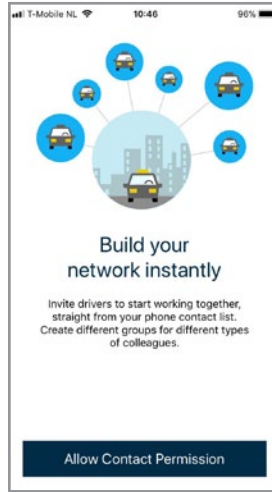 T-Mobile NL 10:46 96%
Build your
network instantly
Invite drivers to start working together,
straight from your phone contact list.
Create different groups for different types
of colleagues.
Allow Contact Permission